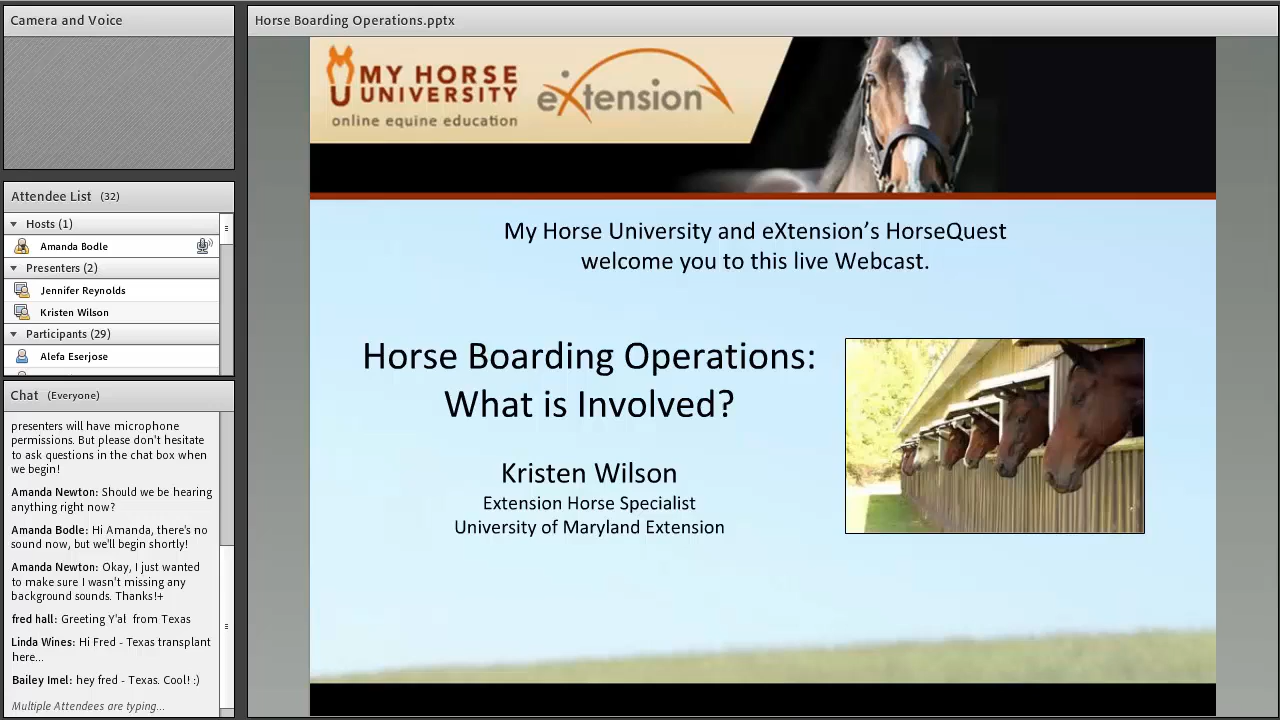 Camera and Voice
Attendee List (32)
Hosts (1)
Amanda Bodle
Presenters (2)
Jennifer Reynolds
Kristen Wilson
Participants (29)
Alefa Eserjose
Chat (Everyone)
presenters will have microphone
permissions. But please don't hesitate
to ask questions in the chat box when
we begin!
Amanda Newton: Should we be hearing
anything right now?
Amanda Bodle: Hi Amanda, there's no
sound now, but we'll begin shortly!
Amanda Newton: Okay, I just wanted
to make sure I wasn't missing any
background sounds. Thanks!+
fred hall: Greeting Y'al from Texas
Linda Wines: Hi Fred - Texas transplant
here...
Bailey Imel: hey fred - Texas. Cool! :)
Multiple Attendees are typing...
Horse Boarding Operations.pptx
MY HORSE
UNIVERSITY
online equine education
eXtension
My Horse University and eXtension’s HorseQuest
welcome you to this live Webcast.
Horse Boarding Operations:
What is Involved?
Kristen Wilson
Extension Horse Specialist
University of Maryland Extension